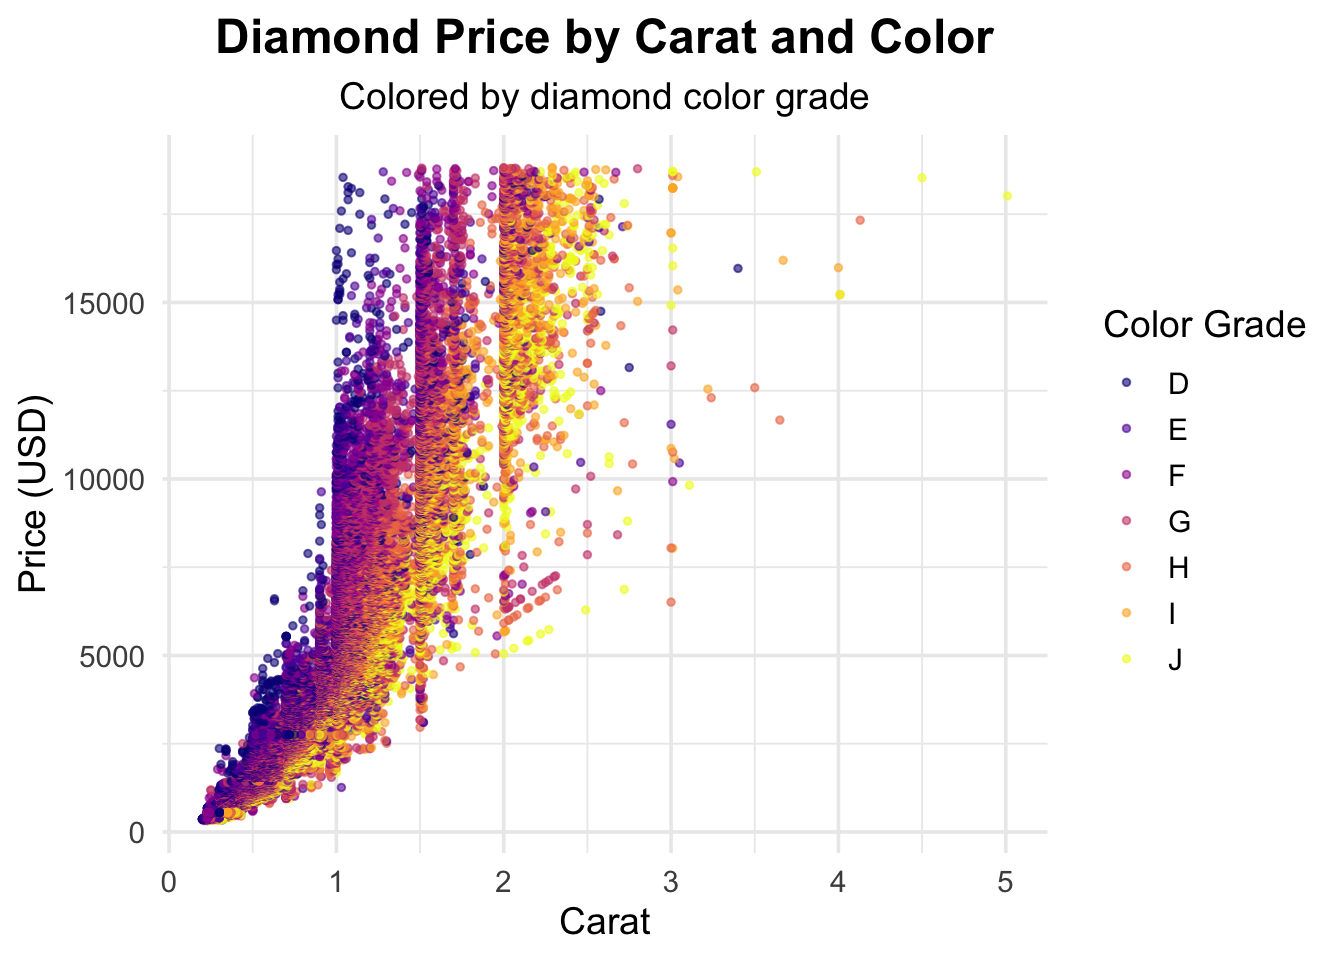 Diamond Price by Carat and Color
Colored by diamond color grade
Price (USD)
15000
10000
5000
0
0 1 2 3 4 5
Carat
Color Grade
D
E
F
G
H
I
J